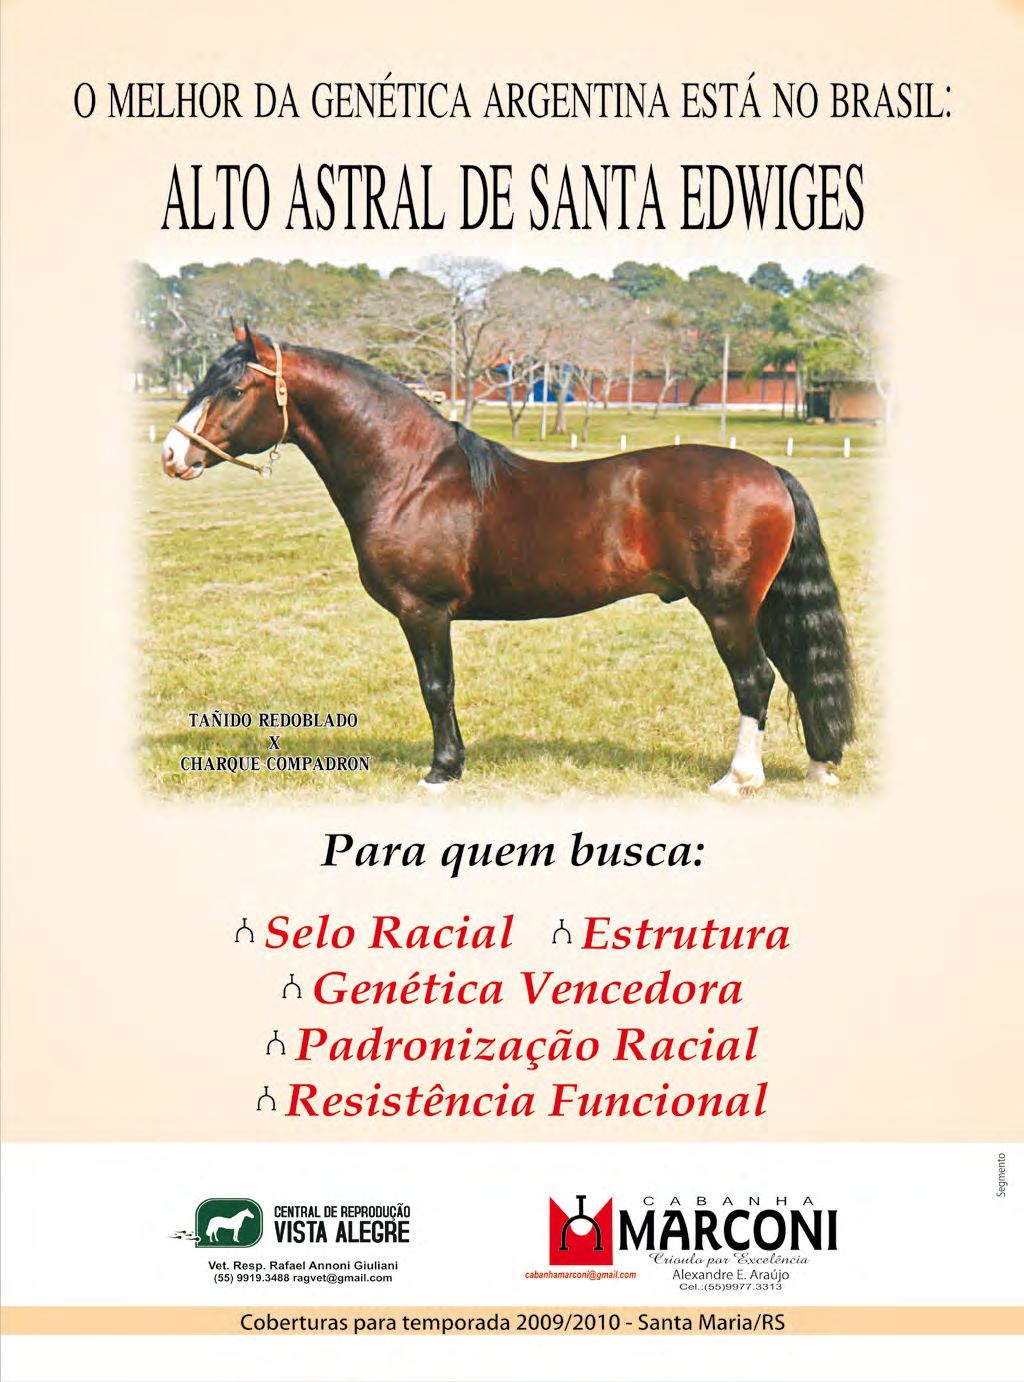 O MELHOR DA GENÉTICA ARGENTINA ESTÁ NO BRASIL:
ALTO ASTRAL DE SANTA EDWIGES
TAÑIDO REDOBLADO
X
CHARQUE COMPADRON
Para quem busca:
Selo Racial Estrutura
Genética Vencedora
Padronização Racial
Resistência Funcional
Segmento
CENTRAL DE REPRODUÇÃO
VISTA ALEGRE
Vet. Resp. Rafael Annoni Giuliani
(55) 9919.3488 ragvet@gmail.com
CABANHA
MARCONI
Crioulo por Excelência
cabanhamarconi@gmail.com
Alexandre E. Araújo
Cel.:(55)9977.3313
Coberturas para temporada 2009/2010 - Santa Maria/RS